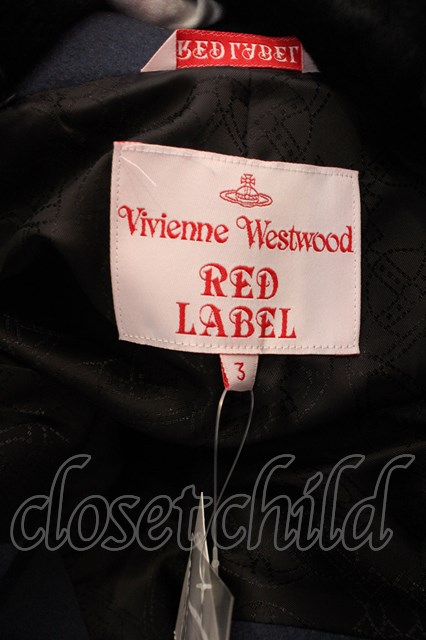 RED LABEL
Vivienne Westwood
RED
LABEL
3
closetchild